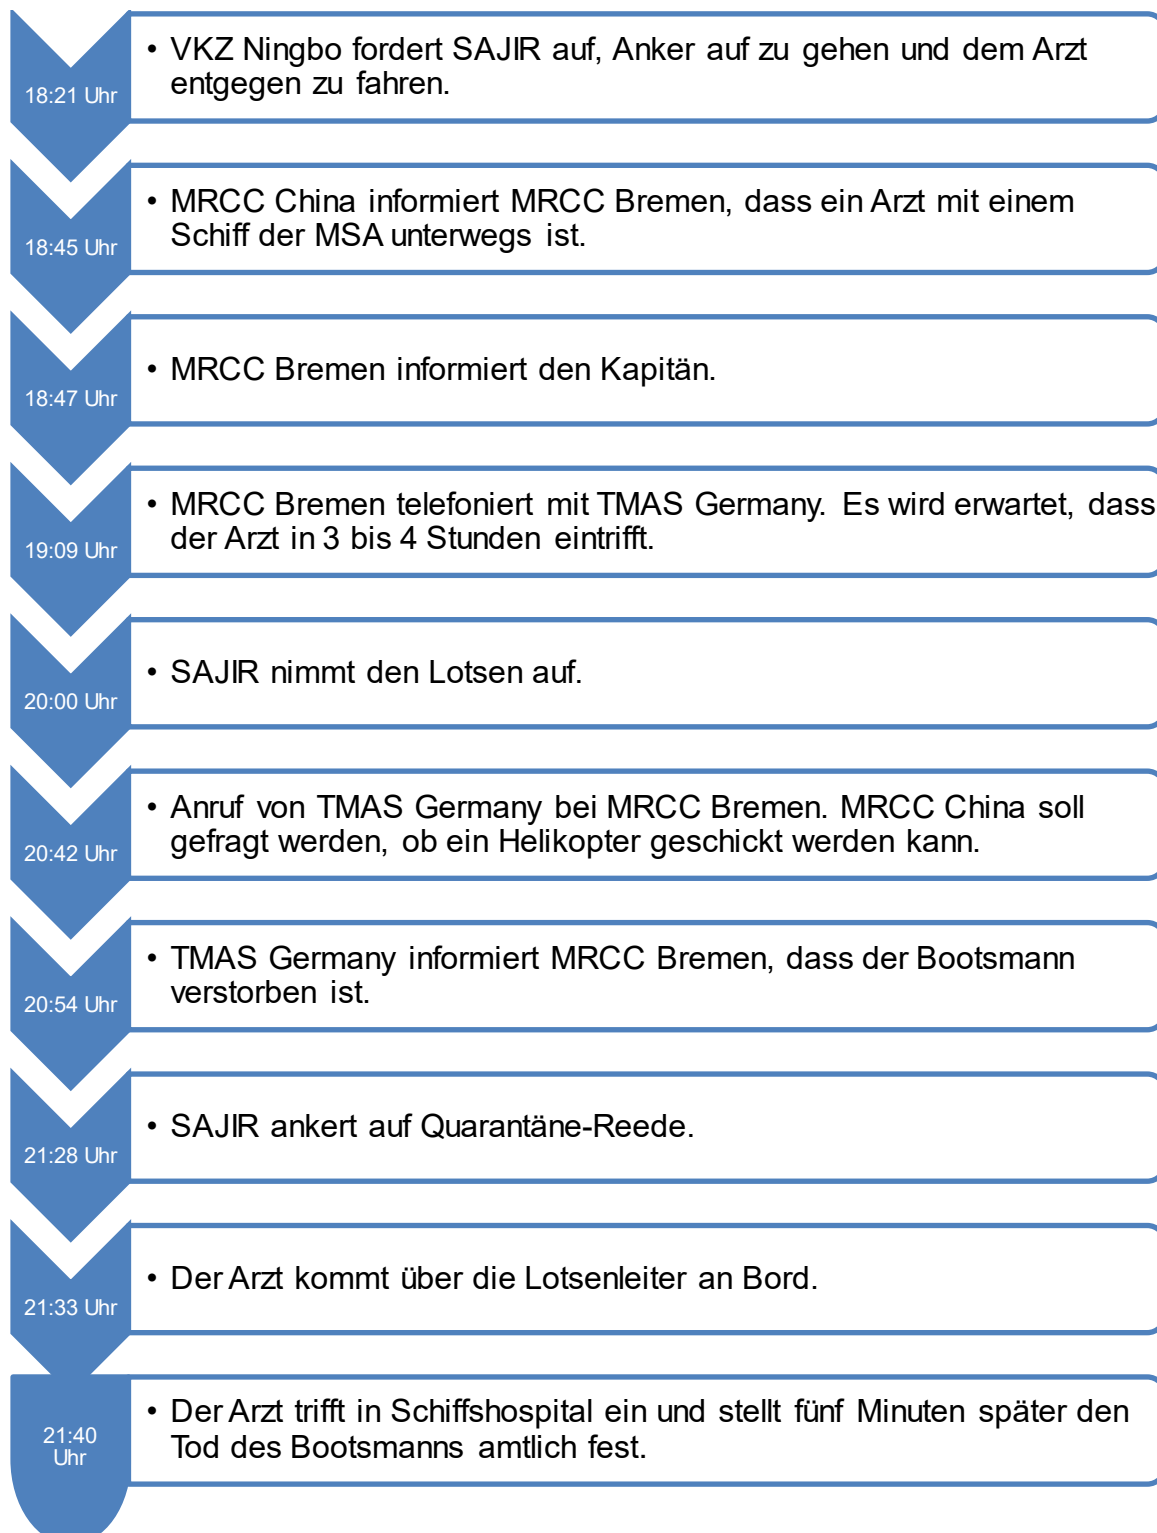 18:21 Uhr
• VKZ Ningbo fordert SAJIR auf, Anker auf zu gehen und dem Arzt
entgegen zu fahren.
18:45 Uhr
• MRCC China informiert MRCC Bremen, dass ein Arzt mit einem
Schiff der MSA unterwegs ist.
18:47 Uhr
• MRCC Bremen informiert den Kapitän.
19:09 Uhr
• MRCC Bremen telefoniert mit TMAS Germany. Es wird erwartet, dass
der Arzt in 3 bis 4 Stunden eintrifft.
20:00 Uhr
• SAJIR nimmt den Lotsen auf.
20:42 Uhr
• Anruf von TMAS Germany bei MRCC Bremen. MRCC China soll
gefragt werden, ob ein Helikopter geschickt werden kann.
20:54 Uhr
• TMAS Germany informiert MRCC Bremen, dass der Bootsmann
verstorben ist.
21:28 Uhr
• SAJIR ankert auf Quarantäne-Reede.
21:33 Uhr
• Der Arzt kommt über die Lotsenleiter an Bord.
21:40
Uhr
• Der Arzt trifft in Schiffshospital ein und stellt fünf Minuten später den
Tod des Bootsmanns amtlich fest.